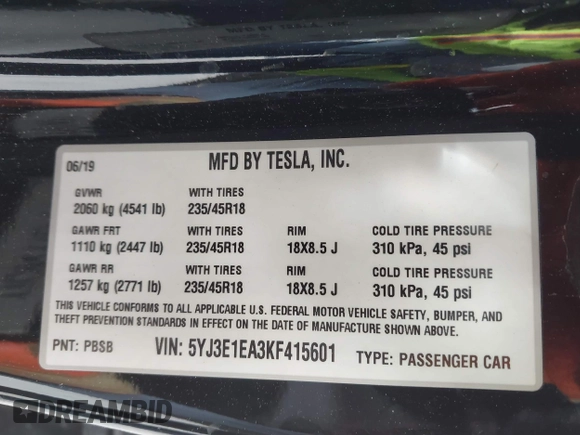 MFD BY TESLA, INC.
06/19 MFD BY TESLA, INC.
GVWR WITH TIRES
2060 kg (4541 lb) 235/45R18
GAWR FRT WITH TIRES RIM COLD TIRE PRESSURE
1110 kg (2447 lb) 235/45R18 18X8.5 J 310 kPa, 45 psi
GAWR RR WITH TIRES RIM COLD TIRE PRESSURE
1257 kg (2771 lb) 235/45R18 18X8.5 J 310 kPa, 45 psi
THIS VEHICLE CONFORMS TO ALL APPLICABLE U.S. FEDERAL MOTOR VEHICLE SAFETY, BUMPER, AND
THEFT PREVENTION STANDARDS IN EFFECT ON THE DATE OF MANUFACTURE SHOWN ABOVE.
PNT: PBSB VIN: 5YJ3E1EA3KF415601 TYPE: PASSENGER CAR
DREAMBID